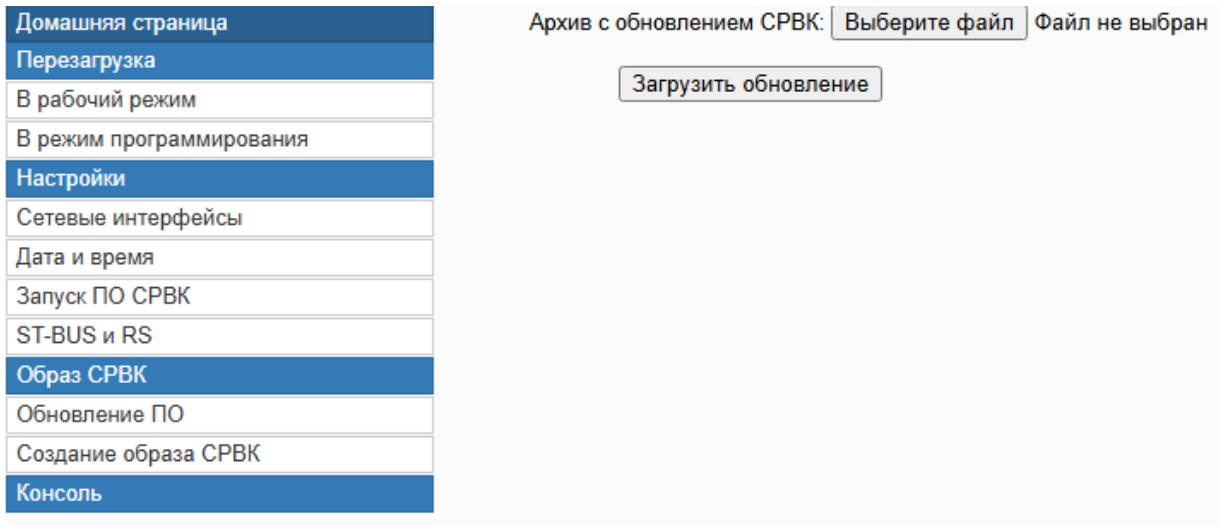 Домашняя страница
Перезагрузка
В рабочий режим
В режим программирования
Настройки
Сетевые интерфейсы
Дата и время
Запуск ПО СРВК
ST-BUS и RS
Образ СРВК
Обновление ПО
Создание образа СРВК
Консоль
Архив с обновлением СРВК: Выберите файл Файл не выбран
Загрузить обновление